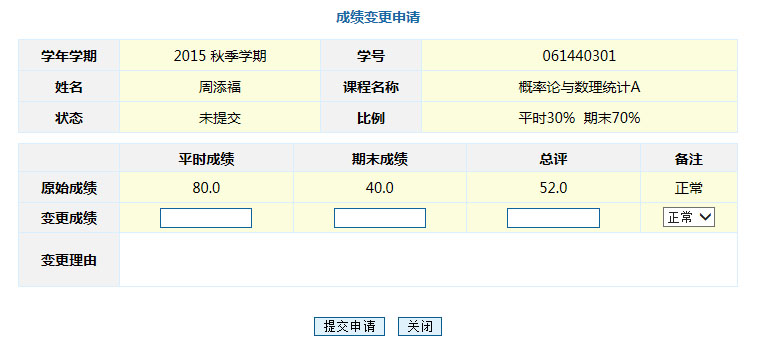 成绩变更申请
学年学期 2015 秋季学期 学号 061440301
姓名 周添福 课程名称 概率论与数理统计A
状态 未提交 比例 平时30% 期末70%
平时成绩 期末成绩 总评 备注
原始成绩 80.0 40.0 52.0 正常
变更成绩 正常
变更理由
提交申请 关闭